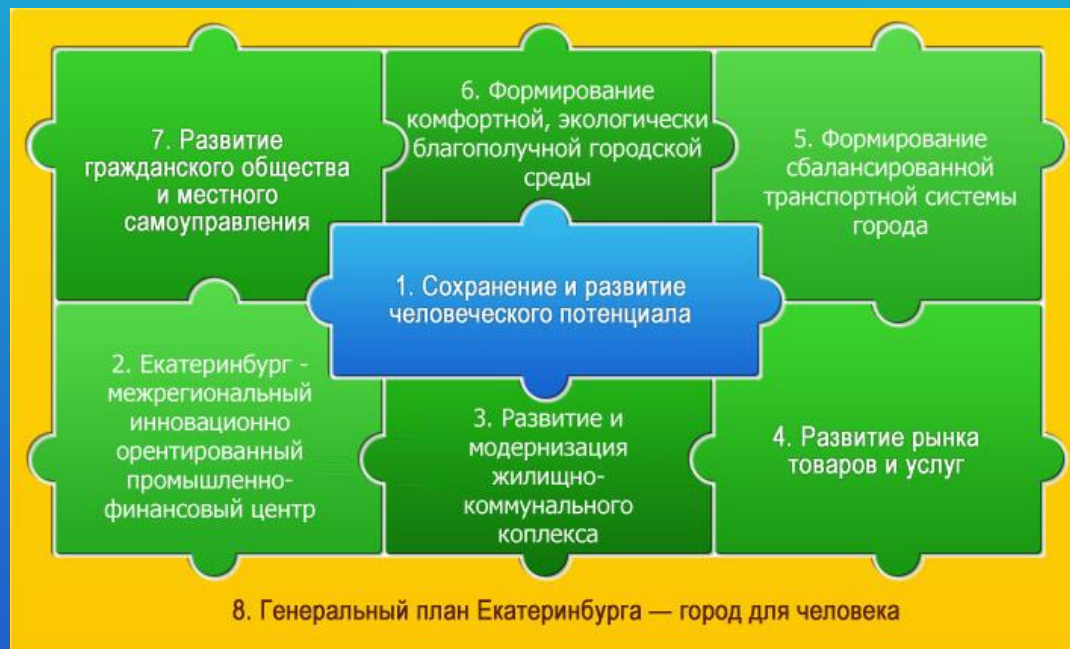 7. Развитие
гражданского общества
и местного
самоуправления
6. Формирование
комфортной, экологически
благополучной городской
среды
5. Формирование
сбалансированной
транспортной системы
города
1. Сохранение и развитие
человеческого потенциала
2. Екатеринбург -
межрегиональный
инновационно
орентированный
промышленно-
финансовый центр
3. Развитие и
модернизация
жилищно-
коммунального
коплекса
4. Развитие рынка
товаров и услуг
8. Генеральный план Екатеринбурга — город для человека